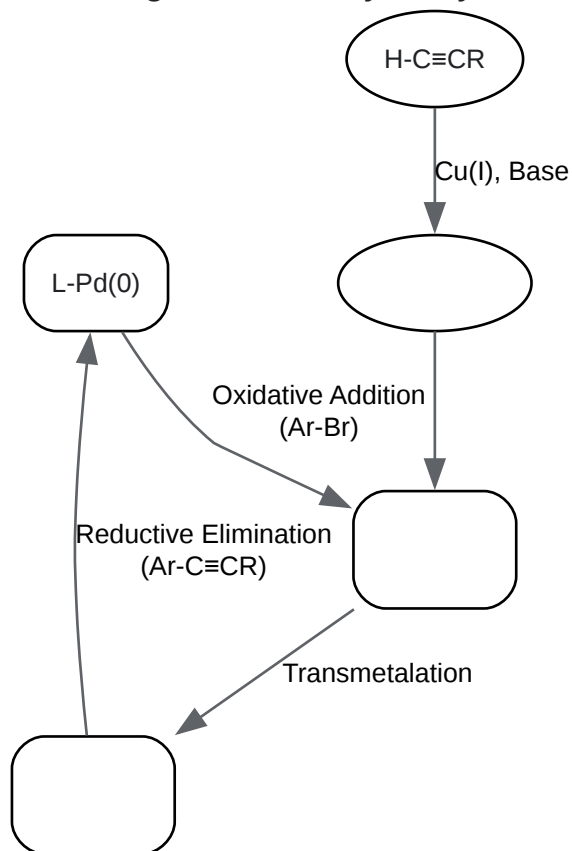 H-C≡CR
Cu(I), Base
L-Pd(0)
Oxidative Addition
(Ar-Br)
Reductive Elimination
(Ar-C≡CR)
Transmetalation